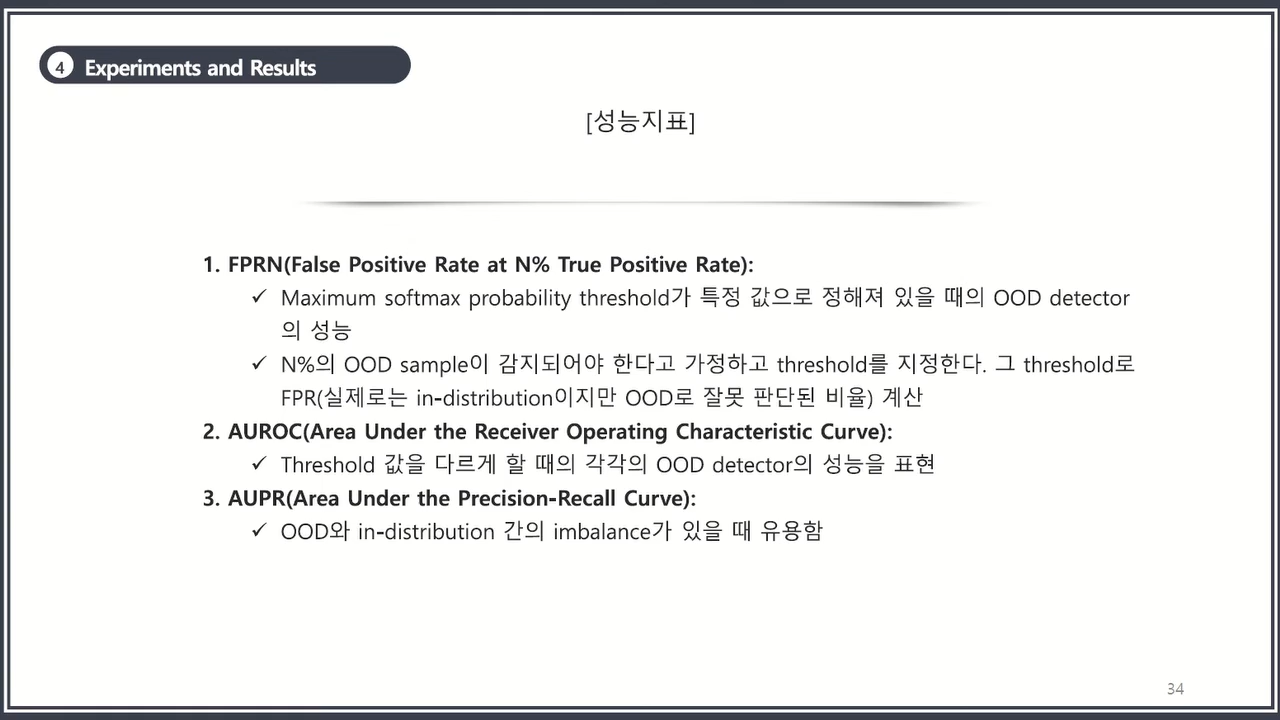 4 Experiments and Results
[성능지표]
1. FPRN(False Positive Rate at N% True Positive Rate):
✓ Maximum softmax probability threshold가 특정 값으로 정해져 있을 때의 OOD detector
의 성능
✓ N%의 OOD sample이 감지되어야 한다고 가정하고 threshold를 지정한다. 그 threshold로
FPR(실제로는 in-distribution이지만 OOD로 잘못 판단된 비율) 계산
2. AUROC(Area Under the Receiver Operating Characteristic Curve):
✓ Threshold 값을 다르게 할 때의 각각의 OOD detector의 성능을 표현
3. AUPR(Area Under the Precision-Recall Curve):
✓ OOD와 in-distribution 간의 imbalance가 있을 때 유용함
34